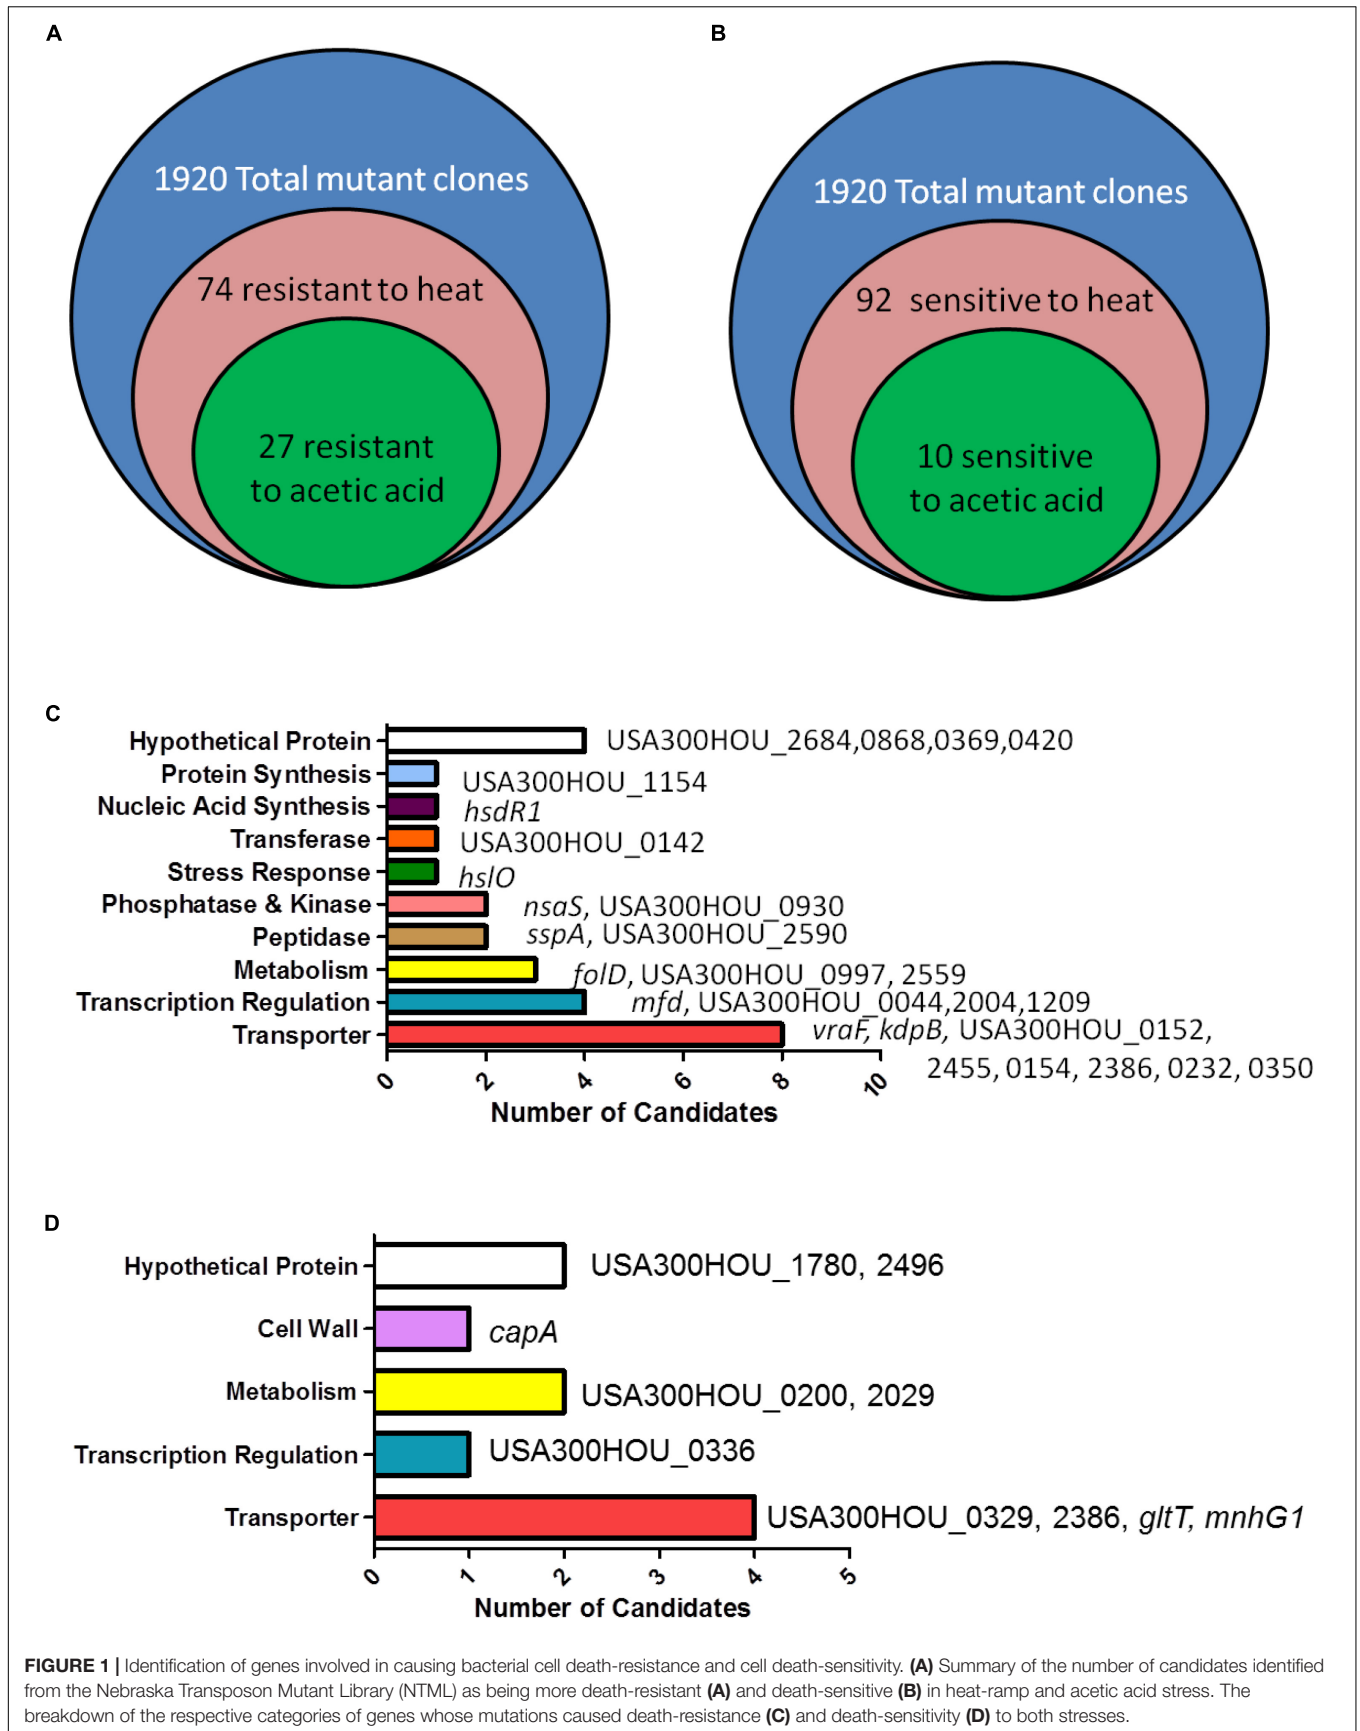 A
1920 Total mutant clones
74 resistant to heat
27 resistant
to acetic acid
B
1920 Total mutant clones
92 sensitive to heat
10 sensitive
to acetic acid
C
Hypothetical Protein USA300HOU_2684,0868,0369,0420
Protein Synthesis USA300HOU_1154
Nucleic Acid Synthesis hsdR1
Transferase USA300HOU_0142
Stress Response hslO
Phosphatase & Kinase nsaS, USA300HOU_0930
Peptidase sspA, USA300HOU_2590
Metabolism folD, USA300HOU_0997, 2559
Transcription Regulation mfd, USA300HOU_0044,2004,1209
Transporter vraF, kdpB, USA300HOU_0152,
2455, 0154, 2386, 0232, 0350
0 2 4 6 8 10
Number of Candidates
D
Hypothetical Protein USA300HOU_1780, 2496
Cell Wall capA
Metabolism USA300HOU_0200, 2029
Transcription Regulation USA300HOU_0336
Transporter USA300HOU_0329, 2386, gltT, mnhG1
0 1 2 3 4 5
Number of Candidates
FIGURE 1 | Identification of genes involved in causing bacterial cell death-resistance and cell death-sensitivity. (A) Summary of the number of candidates identified
from the Nebraska Transposon Mutant Library (NTML) as being more death-resistant (A) and death-sensitive (B) in heat-ramp and acetic acid stress. The
breakdown of the respective categories of genes whose mutations caused death-resistance (C) and death-sensitivity (D) to both stresses.